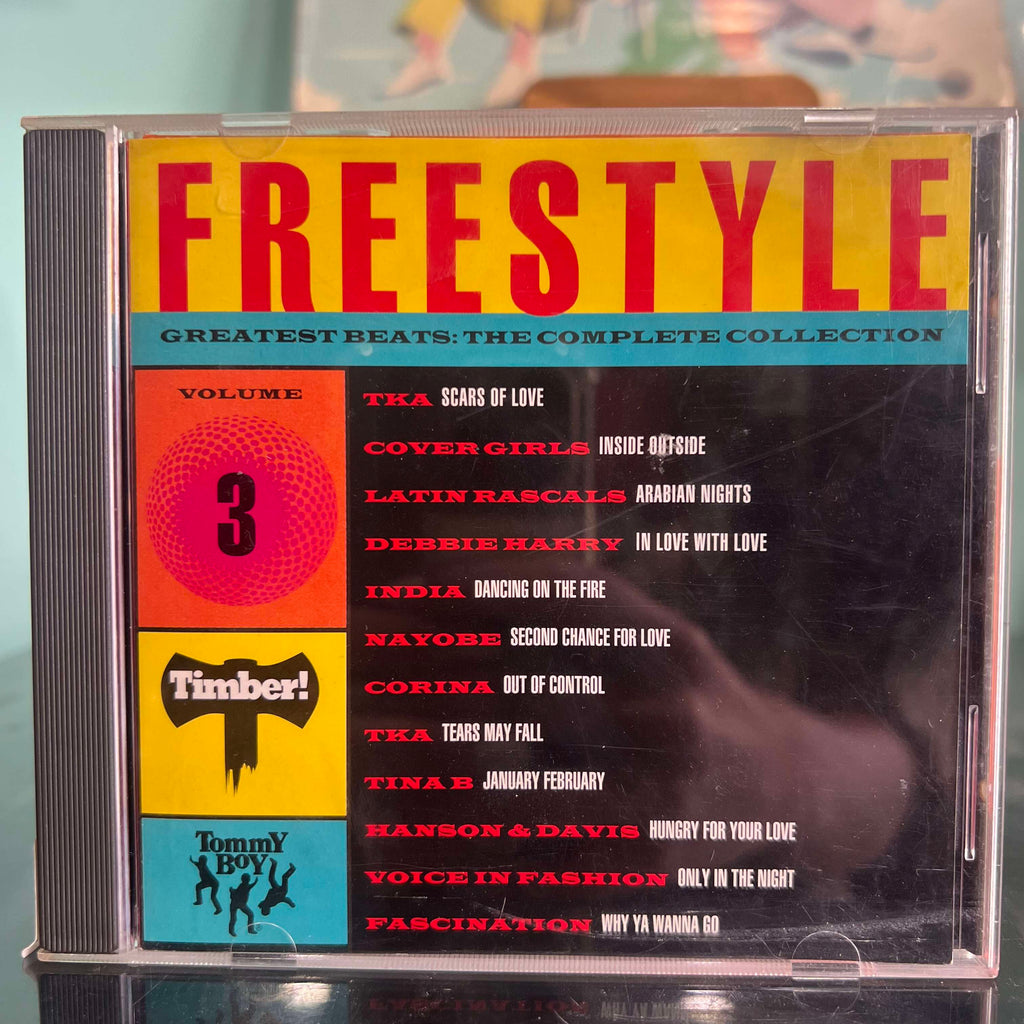 FREESTYLE
GREATEST BEATS: THE COMPLETE COLLECTION
VOLUME
3
Timber!
TommY
BOY
TKA SCARS OF LOVE
COVER GIRLS INSIDE OUTSIDE
LATIN RASCALS ARABIAN NIGHTS
DEBBIE HARRY IN LOVE WITH LOVE
INDIA DANCING ON THE FIRE
NAYOBE SECOND CHANCE FOR LOVE
CORINA OUT OF CONTROL
TKA TEARS MAY FALL
TINA B JANUARY FEBRUARY
HANSON & DAVIS HUNGRY FOR YOUR LOVE
VOICE IN FASHION ONLY IN THE NIGHT
FASCINATION WHY YA WANNA GO